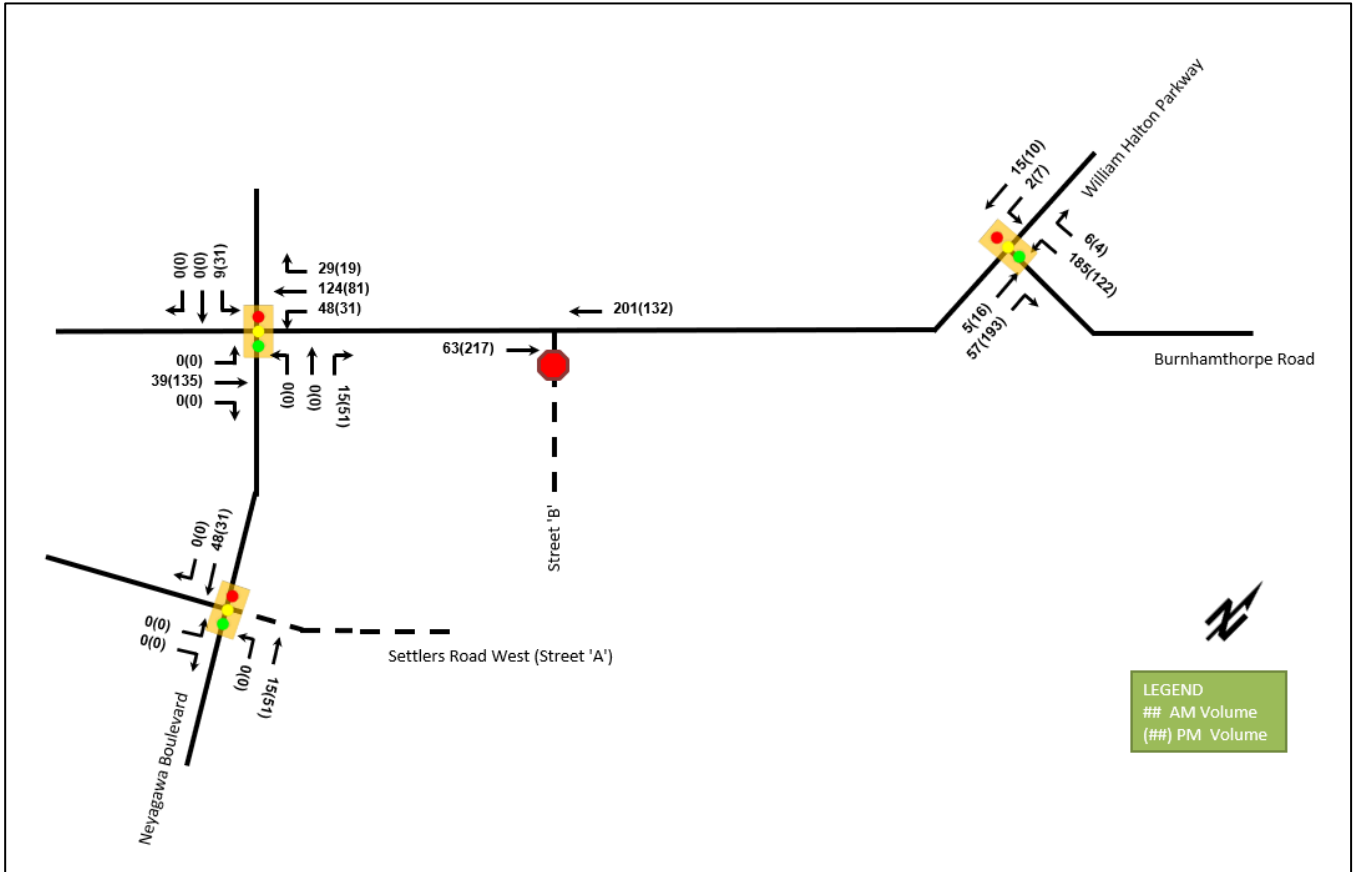 William Halton Parkway
15(10)
2(7)
6(4)
185(122)
5(16)
57(193)
Burnhamthorpe Road
0(0)
0(0)
9(31)
29(19)
124(81)
48(31)
201(132)
63(217)
0(0)
39(135)
0(0)
0(0)
0(0)
15(51)
Street 'B'
0(0)
48(31)
0(0)
0(0)
0(0)
15(51)
Settlers Road West (Street 'A')
Neyagawa Boulevard
N
LEGEND
## AM Volume
(##) PM Volume